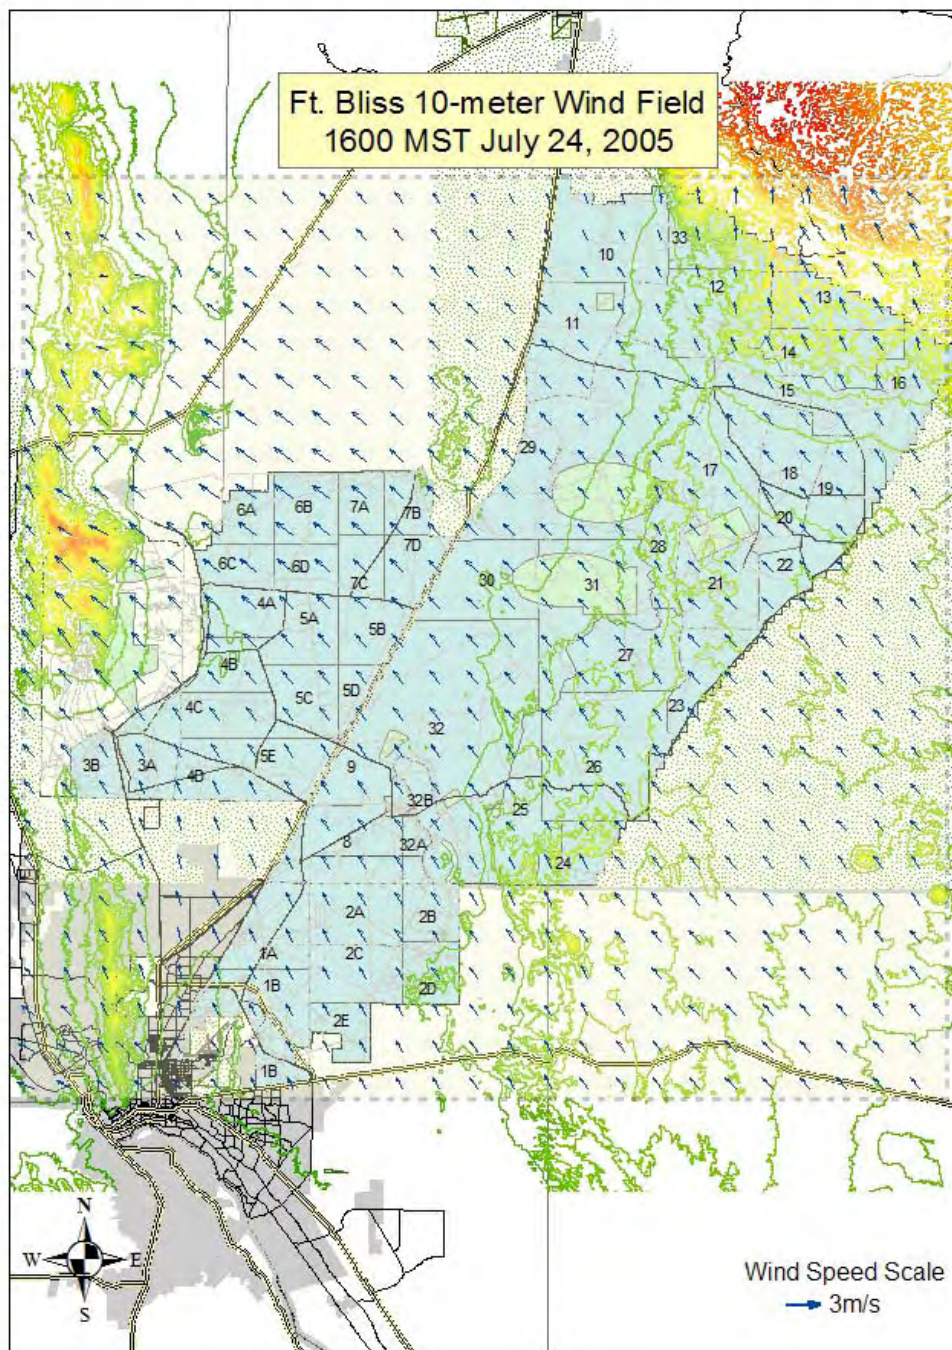 Ft. Bliss 10-meter Wind Field
1600 MST July 24, 2005
33
10
12
13
11
14
15
16
29
17
18
19
6A
6B
7A
7B
20
7D
28
6C
6D
22
7C
30
31
21
4A
5A
5B
27
4B
5C
5D
4C
23
32
5E
9
26
3B
3A
4D
32B
25
8
32A
24
2A
2B
1A
2C
1B
2D
2E
1B
N
W
E
S
Wind Speed Scale
3m/s